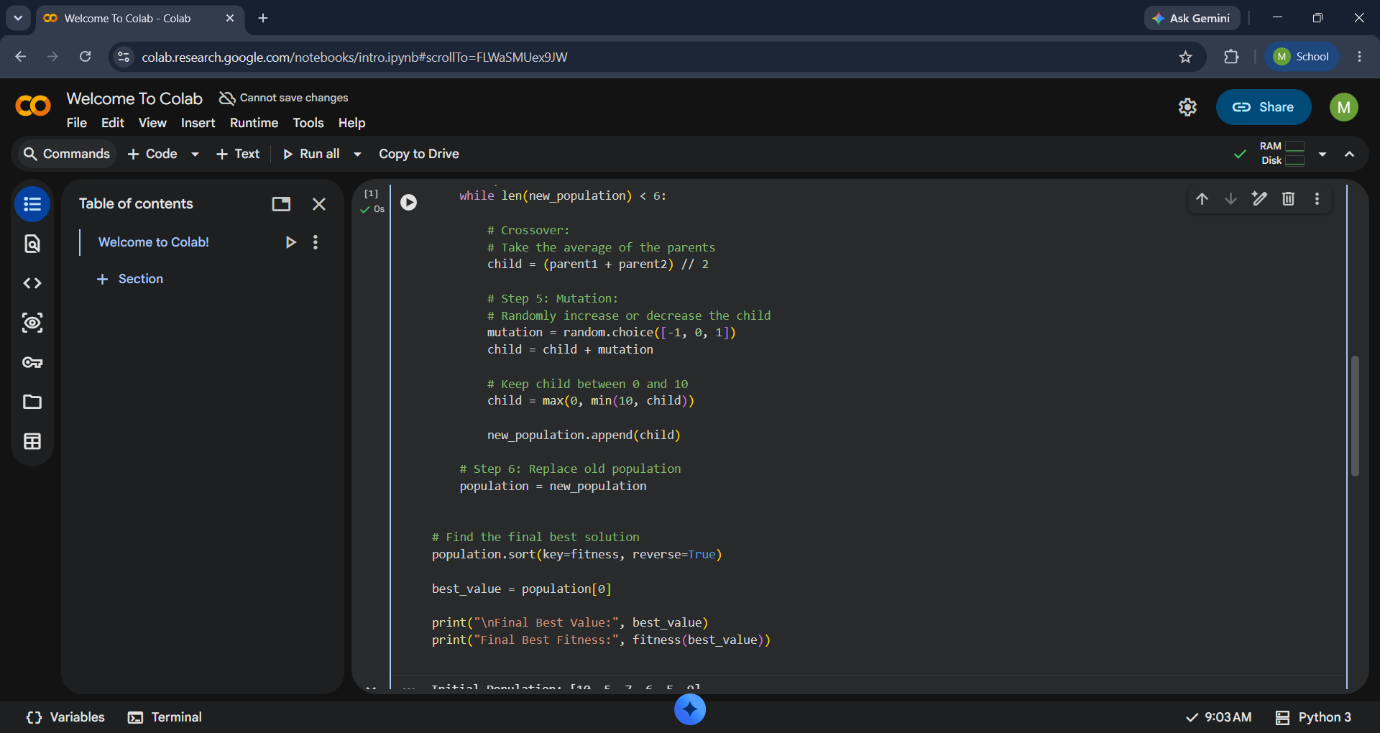 Welcome To Colab - Colab
Ask Gemini
colab.research.google.com/notebooks/intro.ipynb#scrollTo=FLWaSMUex9JW
M School
Welcome To Colab Cannot save changes
File Edit View Insert Runtime Tools Help
Share
M
Commands + Code + Text Run all Copy to Drive
RAM
Disk
Table of contents
Welcome to Colab!
+ Section
[1]
0s
while len(new_population) < 6:
# Crossover:
# Take the average of the parents
child = (parent1 + parent2) // 2
# Step 5: Mutation:
# Randomly increase or decrease the child
mutation = random.choice([-1, 0, 1])
child = child + mutation
# Keep child between 0 and 10
child = max(0, min(10, child))
new_population.append(child)
# Step 6: Replace old population
population = new_population
# Find the final best solution
population.sort(key=fitness, reverse=True)
best_value = population[0]
print("\nFinal Best Value:", best_value)
print("Final Best Fitness:", fitness(best_value))
Initial Population: [10, 5, 7, 6, 5,
{} Variables Terminal
9:03 AM Python 3